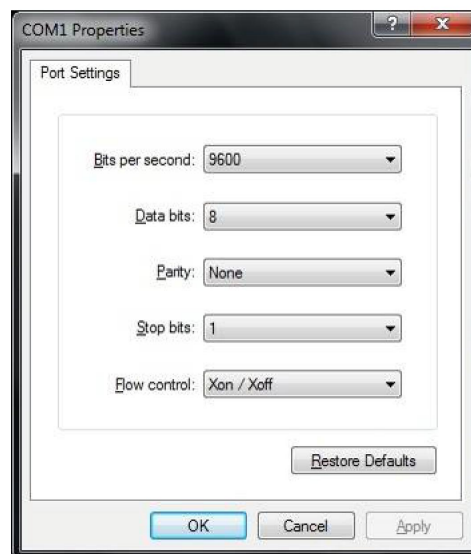 COM1 Properties
Port Settings
Bits per second: 9600
Data bits: 8
Parity: None
Stop bits: 1
Flow control: Xon / Xoff
Restore Defaults
OK Cancel Apply